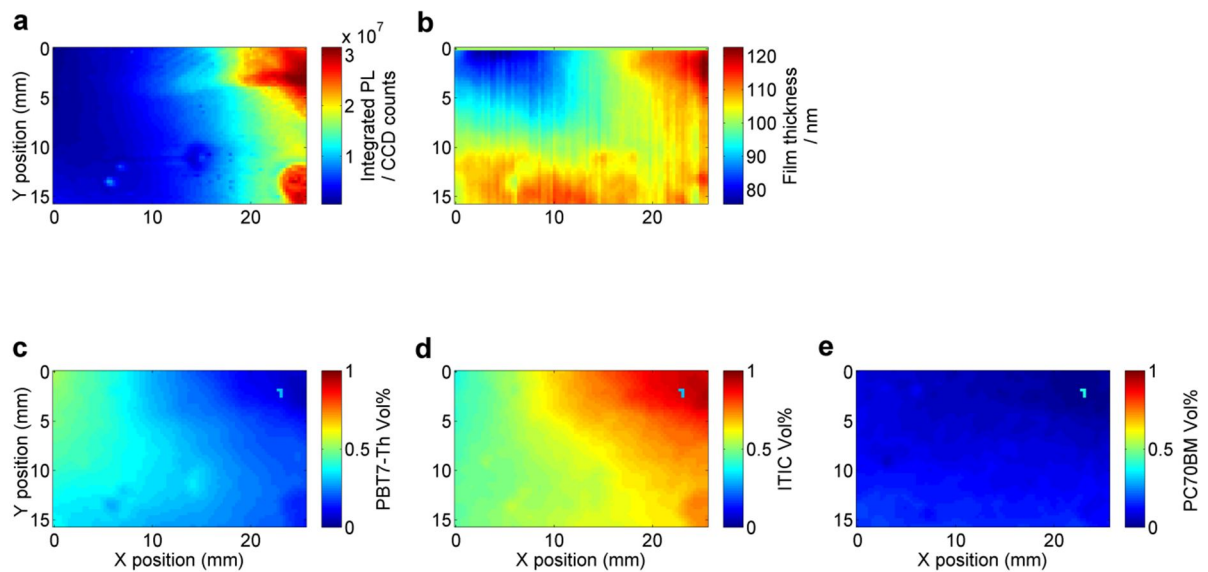 a
b
x 10^7
0
5
10
15
Y position (mm)
0
10
20
3
2
1
Integrated PL
/ CCD counts
0
5
10
15
0
10
20
120
110
100
90
80
Film thickness
/ nm
c
d
e
0
5
10
15
Y position (mm)
0
10
20
X position (mm)
1
0.5
0
PBT7-Th Vol%
0
5
10
15
0
10
20
X position (mm)
1
0.5
0
ITIC Vol%
0
5
10
15
0
20
X position (mm)
1
0.5
0
PC70BM Vol%